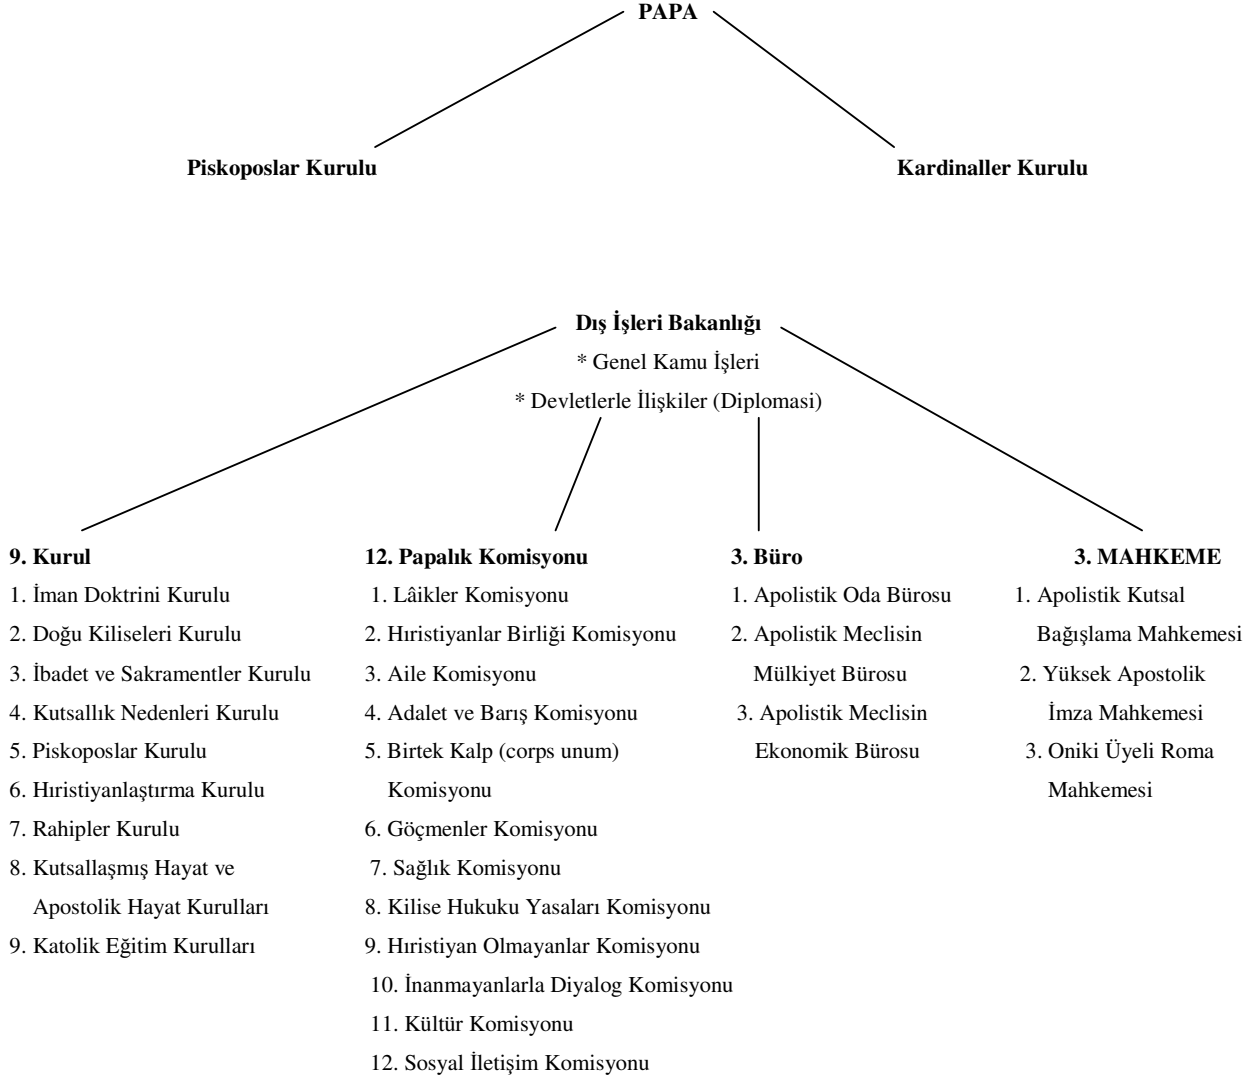 PAPA
Piskoposlar Kurulu
Kardinaller Kurulu
Dış İşleri Bakanlığı
* Genel Kamu İşleri
* Devletlerle İlişkiler (Diplomasi)
9. Kurul
1. İman Doktrini Kurulu
2. Doğu Kiliseleri Kurulu
3. İbadet ve Sakramentler Kurulu
4. Kutsallık Nedenleri Kurulu
5. Piskoposlar Kurulu
6. Hıristiyanlaştırma Kurulu
7. Rahipler Kurulu
8. Kutsallaşmış Hayat ve
Apostolik Hayat Kurulları
9. Katolik Eğitim Kurulları
12. Papalık Komisyonu
1. Lâikler Komisyonu
2. Hıristiyanlar Birliği Komisyonu
3. Aile Komisyonu
4. Adalet ve Barış Komisyonu
5. Birtek Kalp (corps unum)
Komisyonu
6. Göçmenler Komisyonu
7. Sağlık Komisyonu
8. Kilise Hukuku Yasaları Komisyonu
9. Hıristiyan Olmayanlar Komisyonu
10. İnanmayanlarla Diyalog Komisyonu
11. Kültür Komisyonu
12. Sosyal İletişim Komisyonu
3. Büro
1. Apolistik Oda Bürosu
2. Apolistik Meclisin
Mülkiyet Bürosu
3. Apolistik Meclisin
Ekonomik Bürosu
3. MAHKEME
1. Apolistik Kutsal
Bağışlama Mahkemesi
2. Yüksek Apostolik
İmza Mahkemesi
3. Oniki Üyeli Roma
Mahkemesi